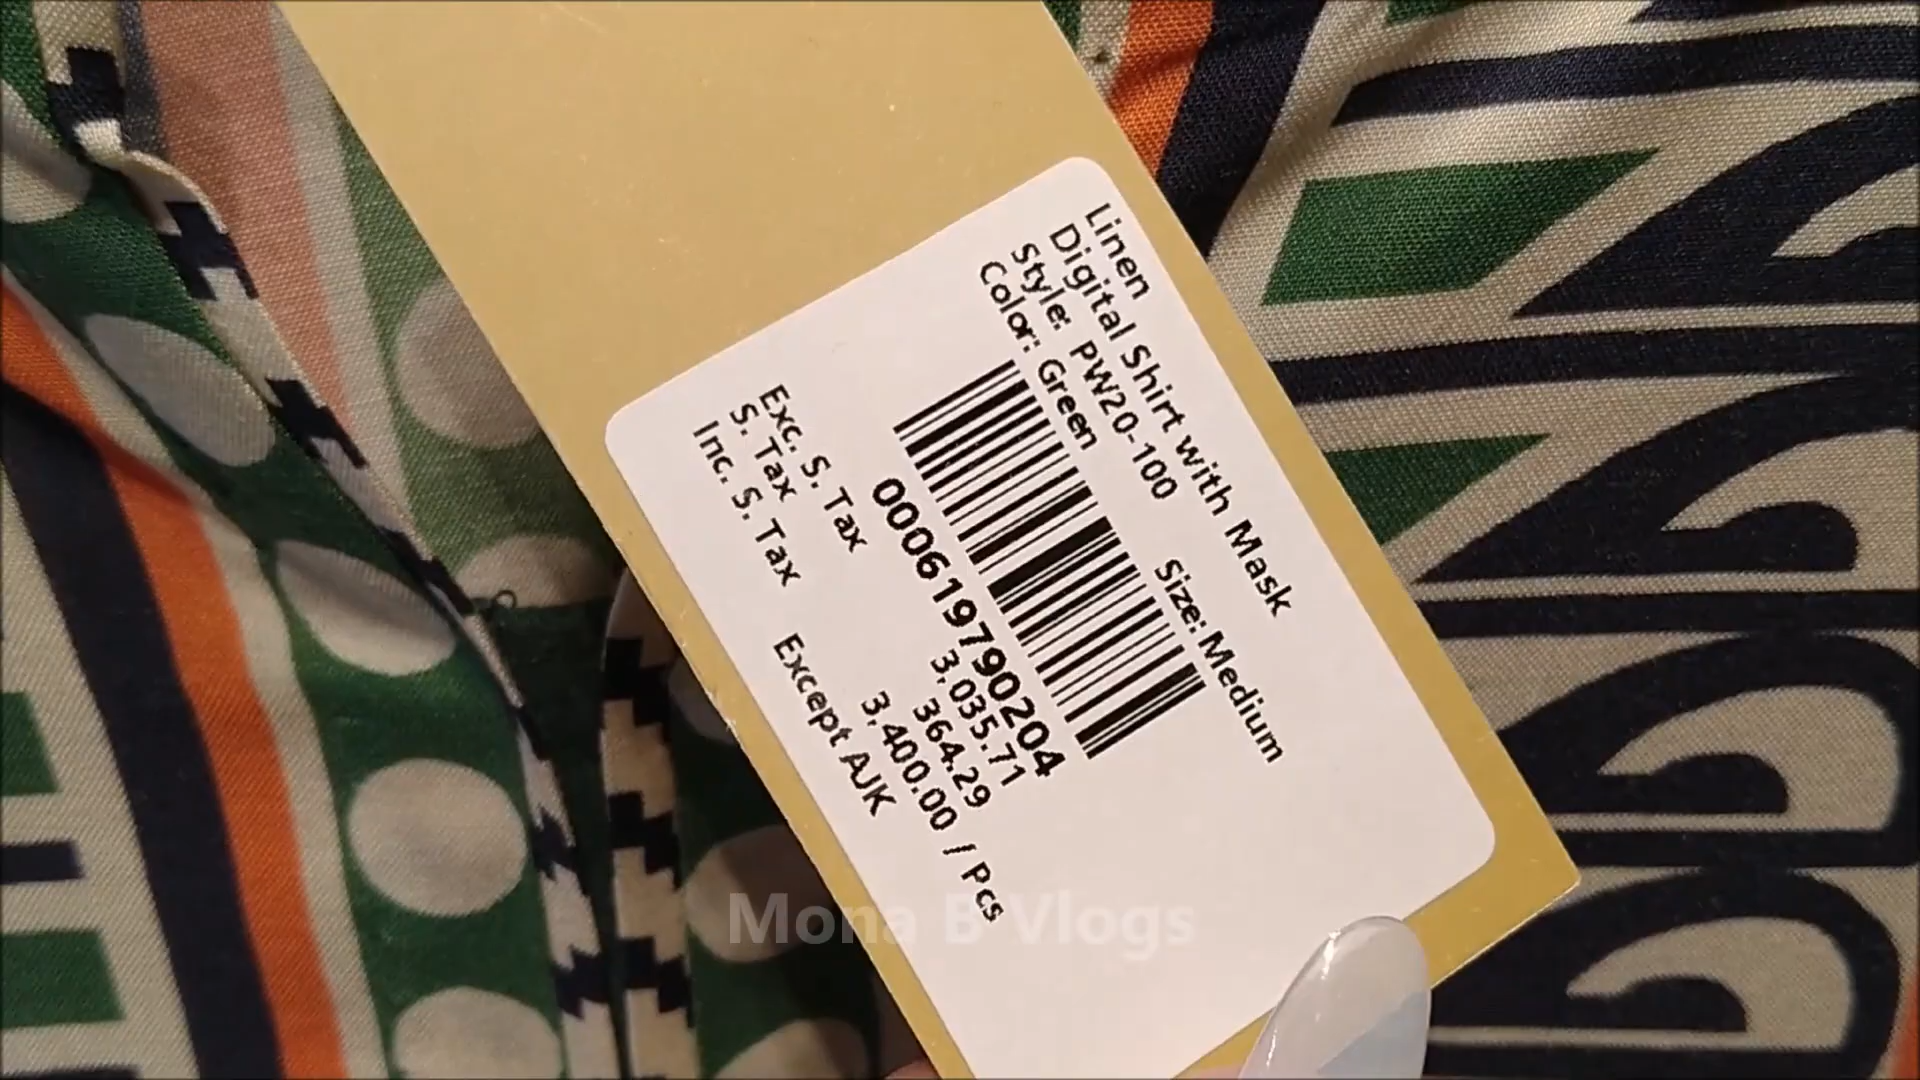 Linen
Digital Shirt with Mask
Style: PW20-100 Size: Medium
Color: Green
000619790204
Exc. S. Tax 3,035.71
S. Tax 364.29
Inc. S. Tax 3,400.00 / Pcs
Except AJK
Mona B Vlogs